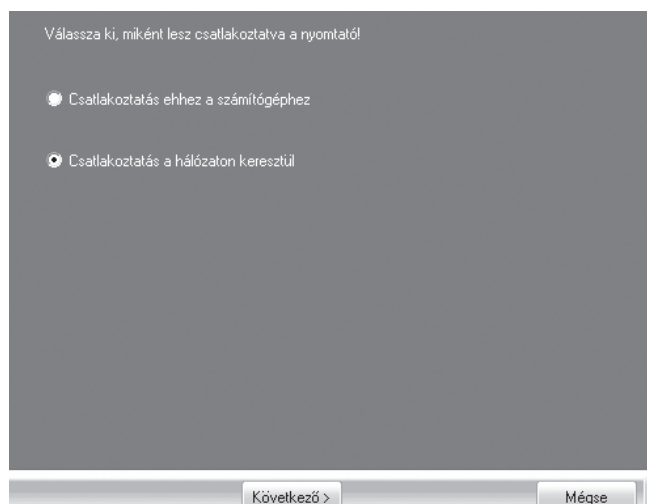 Válassza ki, miként lesz csatlakoztatva a nyomtató!
Csatlakoztatás ehhez a számítógéphez
Csatlakoztatás a hálózaton keresztül
Következő >
Mégse